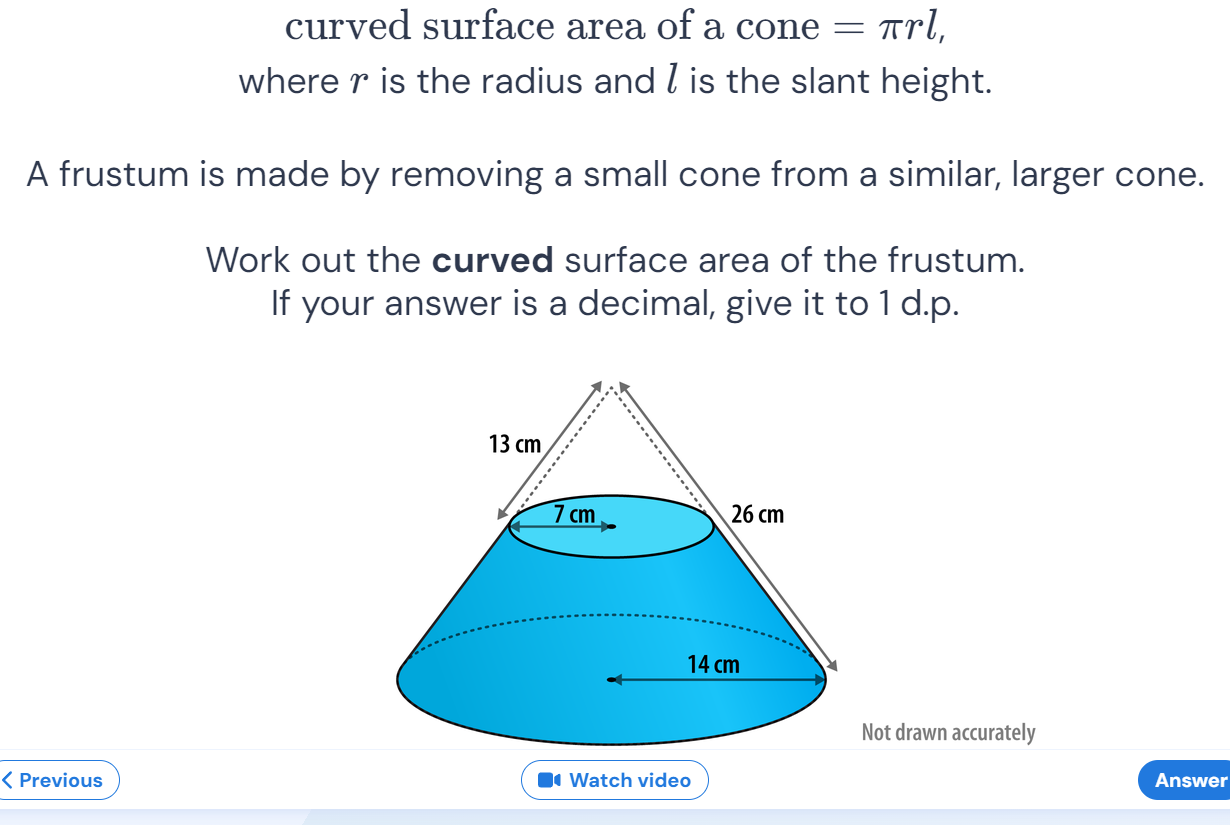 curved surface area of a cone = πrl,
where r is the radius and l is the slant height.
A frustum is made by removing a small cone from a similar, larger cone.
Work out the curved surface area of the frustum.
If your answer is a decimal, give it to 1 d.p.
13 cm
7 cm
26 cm
14 cm
Not drawn accurately
Previous
Watch video
Answer